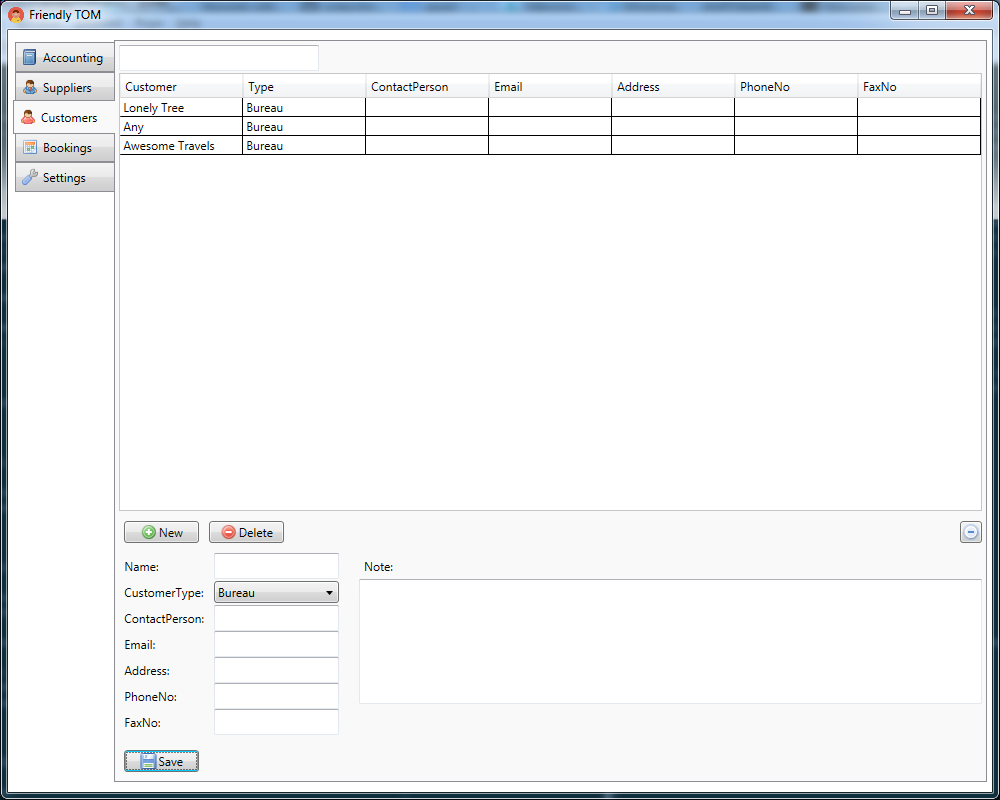 Friendly TOM
Accounting
Suppliers
Customers
Bookings
Settings
Customer Type ContactPerson Email Address PhoneNo FaxNo
Lonely Tree Bureau
Any Bureau
Awesome Travels Bureau
New Delete
Name:
Note:
CustomerType: Bureau
ContactPerson:
Email:
Address:
PhoneNo:
FaxNo:
Save